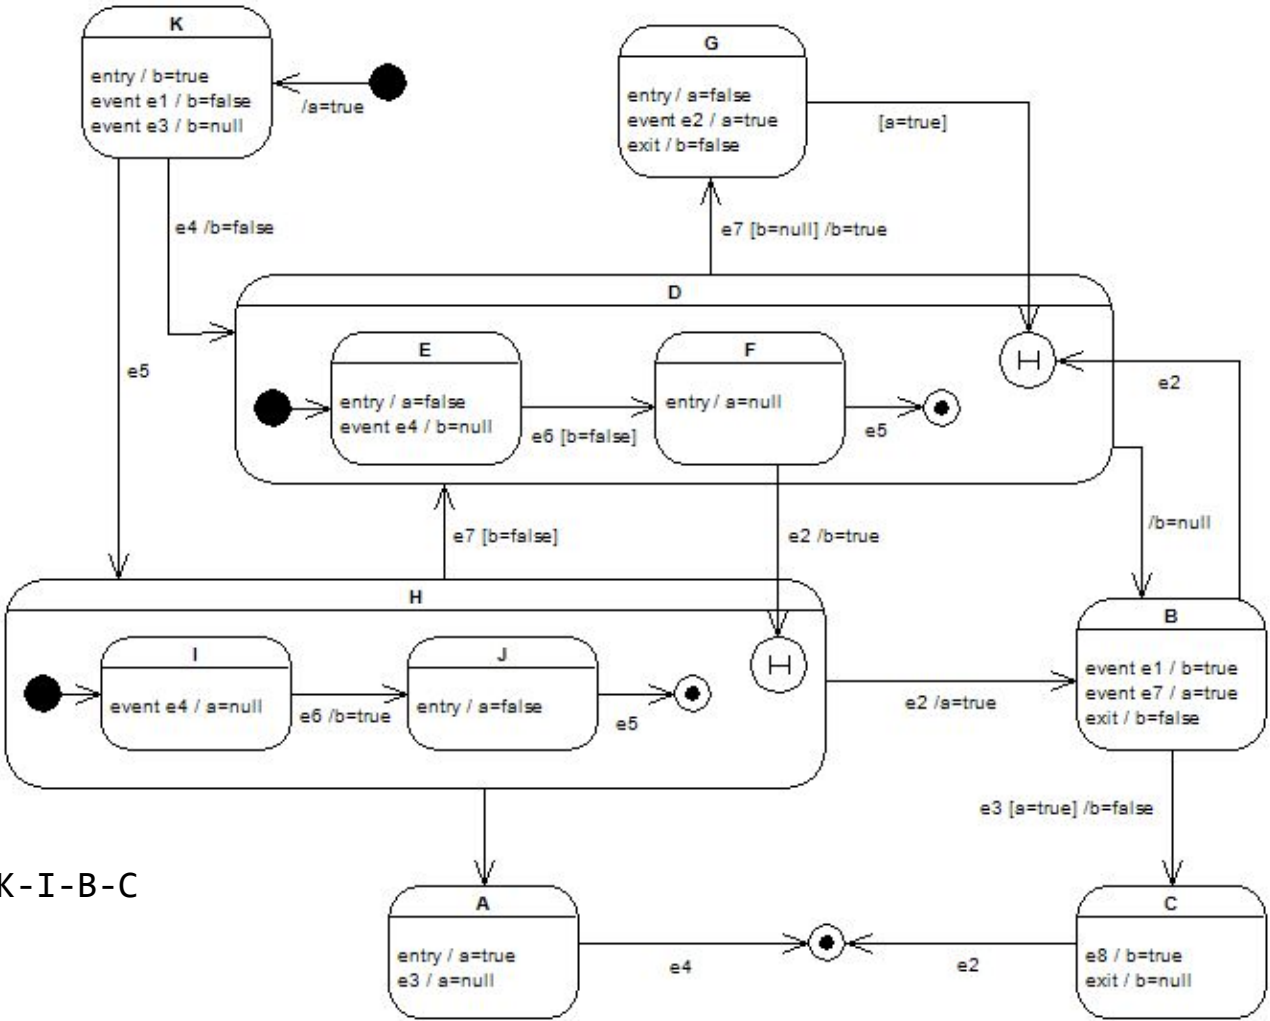 K
entry / b=true
event e1 / b=false
event e3 / b=null
/a=true
G
entry / a=false
event e2 / a=true
exit / b=false
[a=true]
e4 /b=false
e7 [b=null] /b=true
D
E
entry / a=false
event e4 / b=null
e6 [b=false]
F
entry / a=null
e5
H
e2
e5
e7 [b=false]
e2 /b=true
/b=null
H
I
event e4 / a=null
e6 /b=true
J
entry / a=false
e5
H
e2 /a=true
B
event e1 / b=true
event e7 / a=true
exit / b=false
e3 [a=true] /b=false
K-I-B-C
A
entry / a=true
e3 / a=null
e4
e2
C
e8 / b=true
exit / b=null